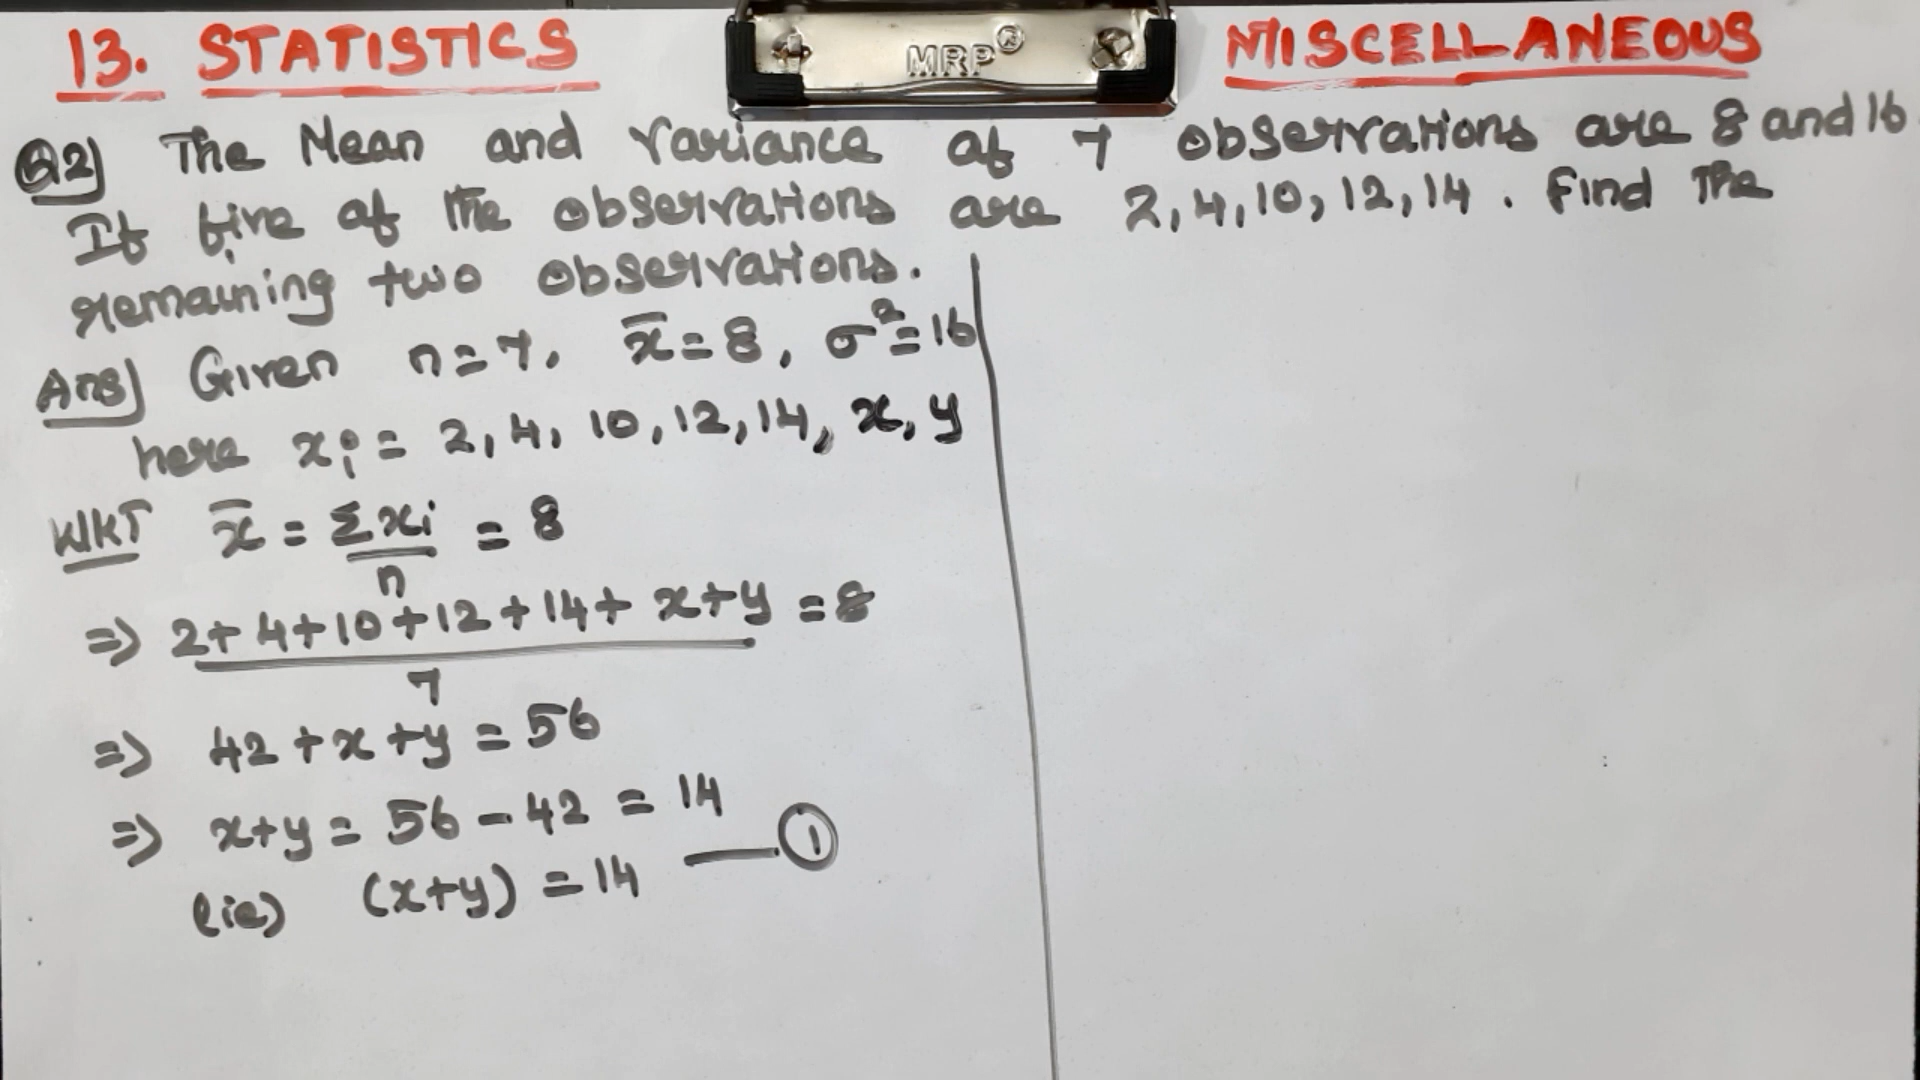 13. STATISTICS
MRP®
MISCELLANEOUS
Q2) The Mean and Variance of 7 observations are 8 and 16
If five of the observations are 2, 4, 10, 12, 14. Find the
remaining two observations.
Ans) Given n=7, x̄=8, σ²=16
here xᵢ = 2, 4, 10, 12, 14, x, y
WKT x̄ = Σxᵢ/n = 8
=> 2+4+10+12+14+x+y/7 = 8
=> 42+x+y = 56
=> x+y = 56-42 = 14
(ie) (x+y) = 14 —①